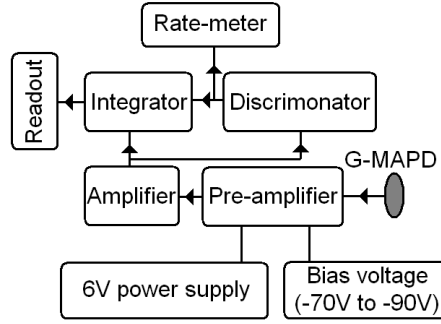 Rate-meter
Readout
Integrator
Discrimonator
G-MAPD
Amplifier
Pre-amplifier
6V power supply
Bias voltage
(-70V to -90V)